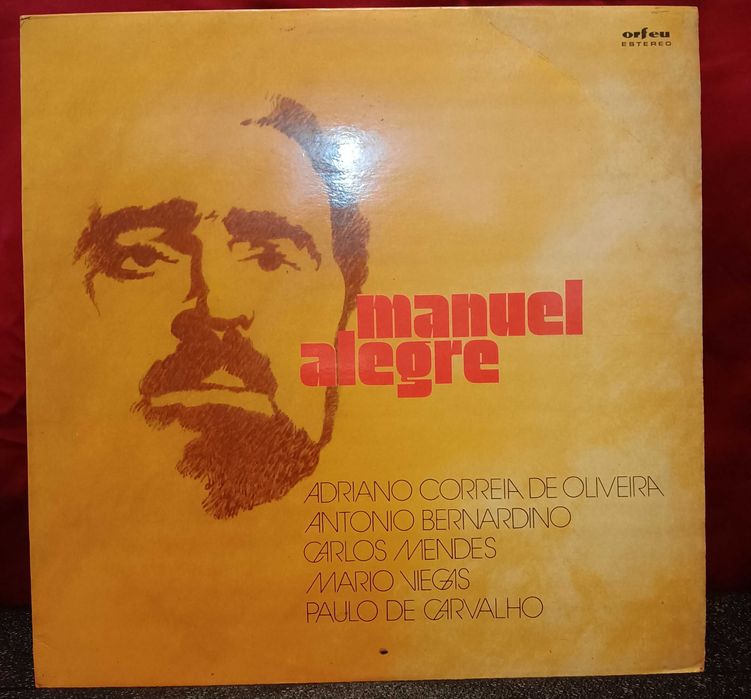 orfeu
ESTEREO
manuel
alegre
ADRIANO CORREIA DE OLIVEIRA
ANTONIO BERNARDINO
CARLOS MENDES
MARIO VIEGAS
PAULO DE CARVALHO